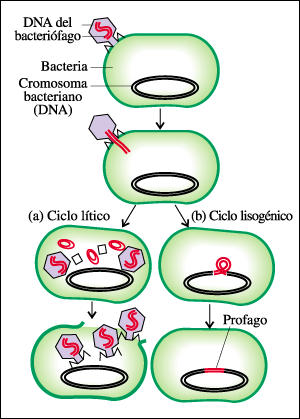 DNA del
bacteriófago
Bacteria
Cromosoma
bacteriano
(DNA)
(a) Ciclo lítico
(b) Ciclo lisogénico
Profago